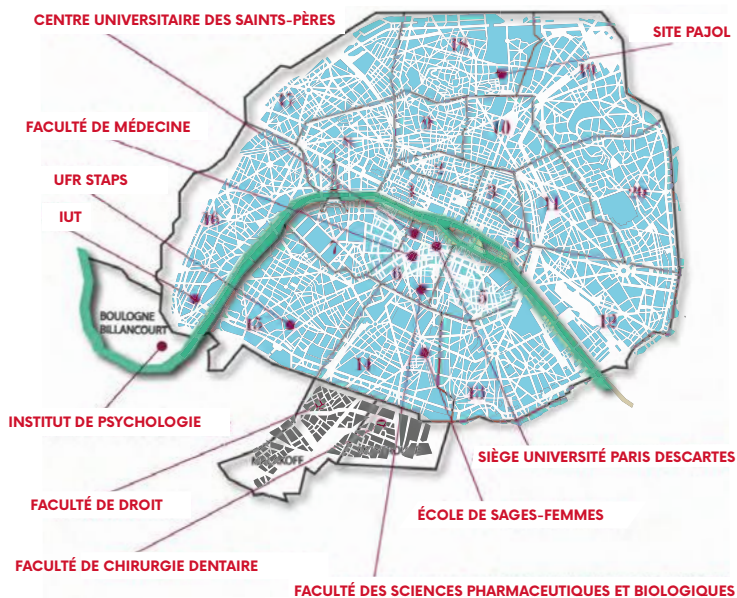 CENTRE UNIVERSITAIRE DES SAINTS-PÈRES
SITE PAJOL
FACULTÉ DE MÉDECINE
UFR STAPS
IUT
18
19
17
9
10
8
2
3
1
11
20
16
7
4
6
5
BOULOGNE
BILLANCOURT
15
12
14
13
INSTITUT DE PSYCHOLOGIE
SIÈGE UNIVERSITÉ PARIS DESCARTES
FACULTÉ DE DROIT
ÉCOLE DE SAGES-FEMMES
FACULTÉ DE CHIRURGIE DENTAIRE
FACULTÉ DES SCIENCES PHARMACEUTIQUES ET BIOLOGIQUES